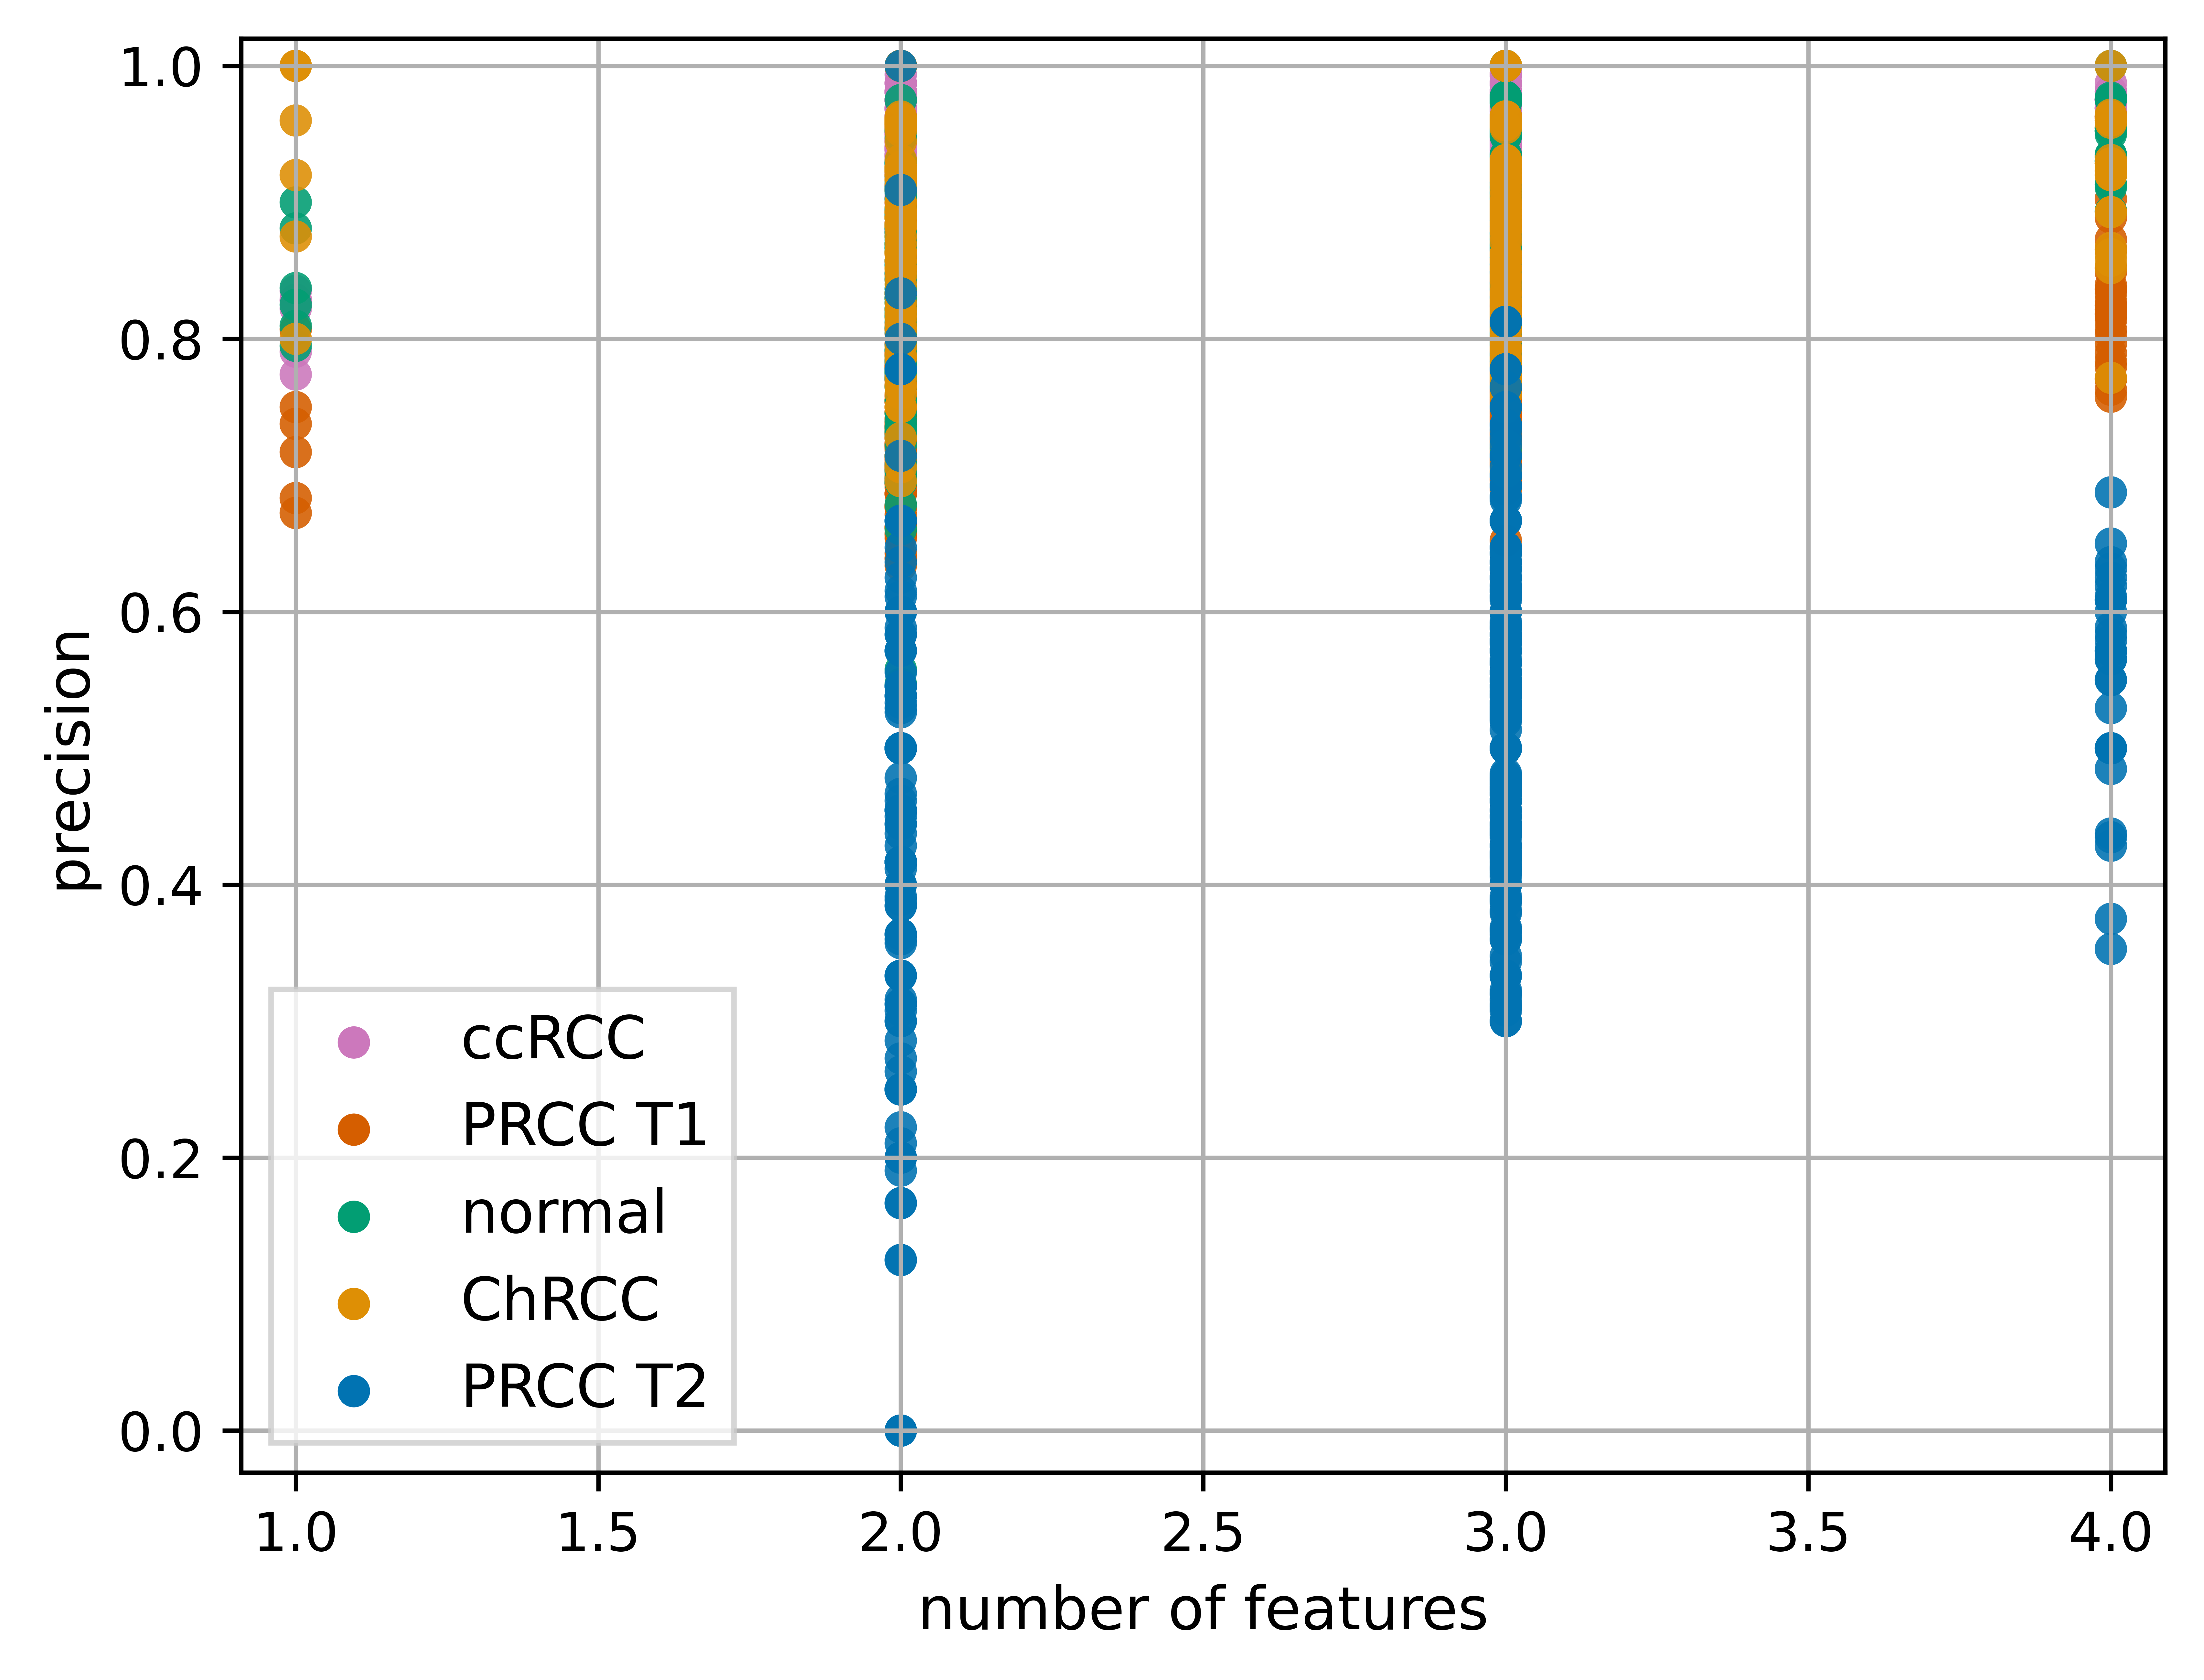 1.0
0.8
0.6
0.4
0.2
0.0
precision
ccRCC
PRCC T1
normal
ChRCC
PRCC T2
1.0 1.5 2.0 2.5 3.0 3.5 4.0
number of features